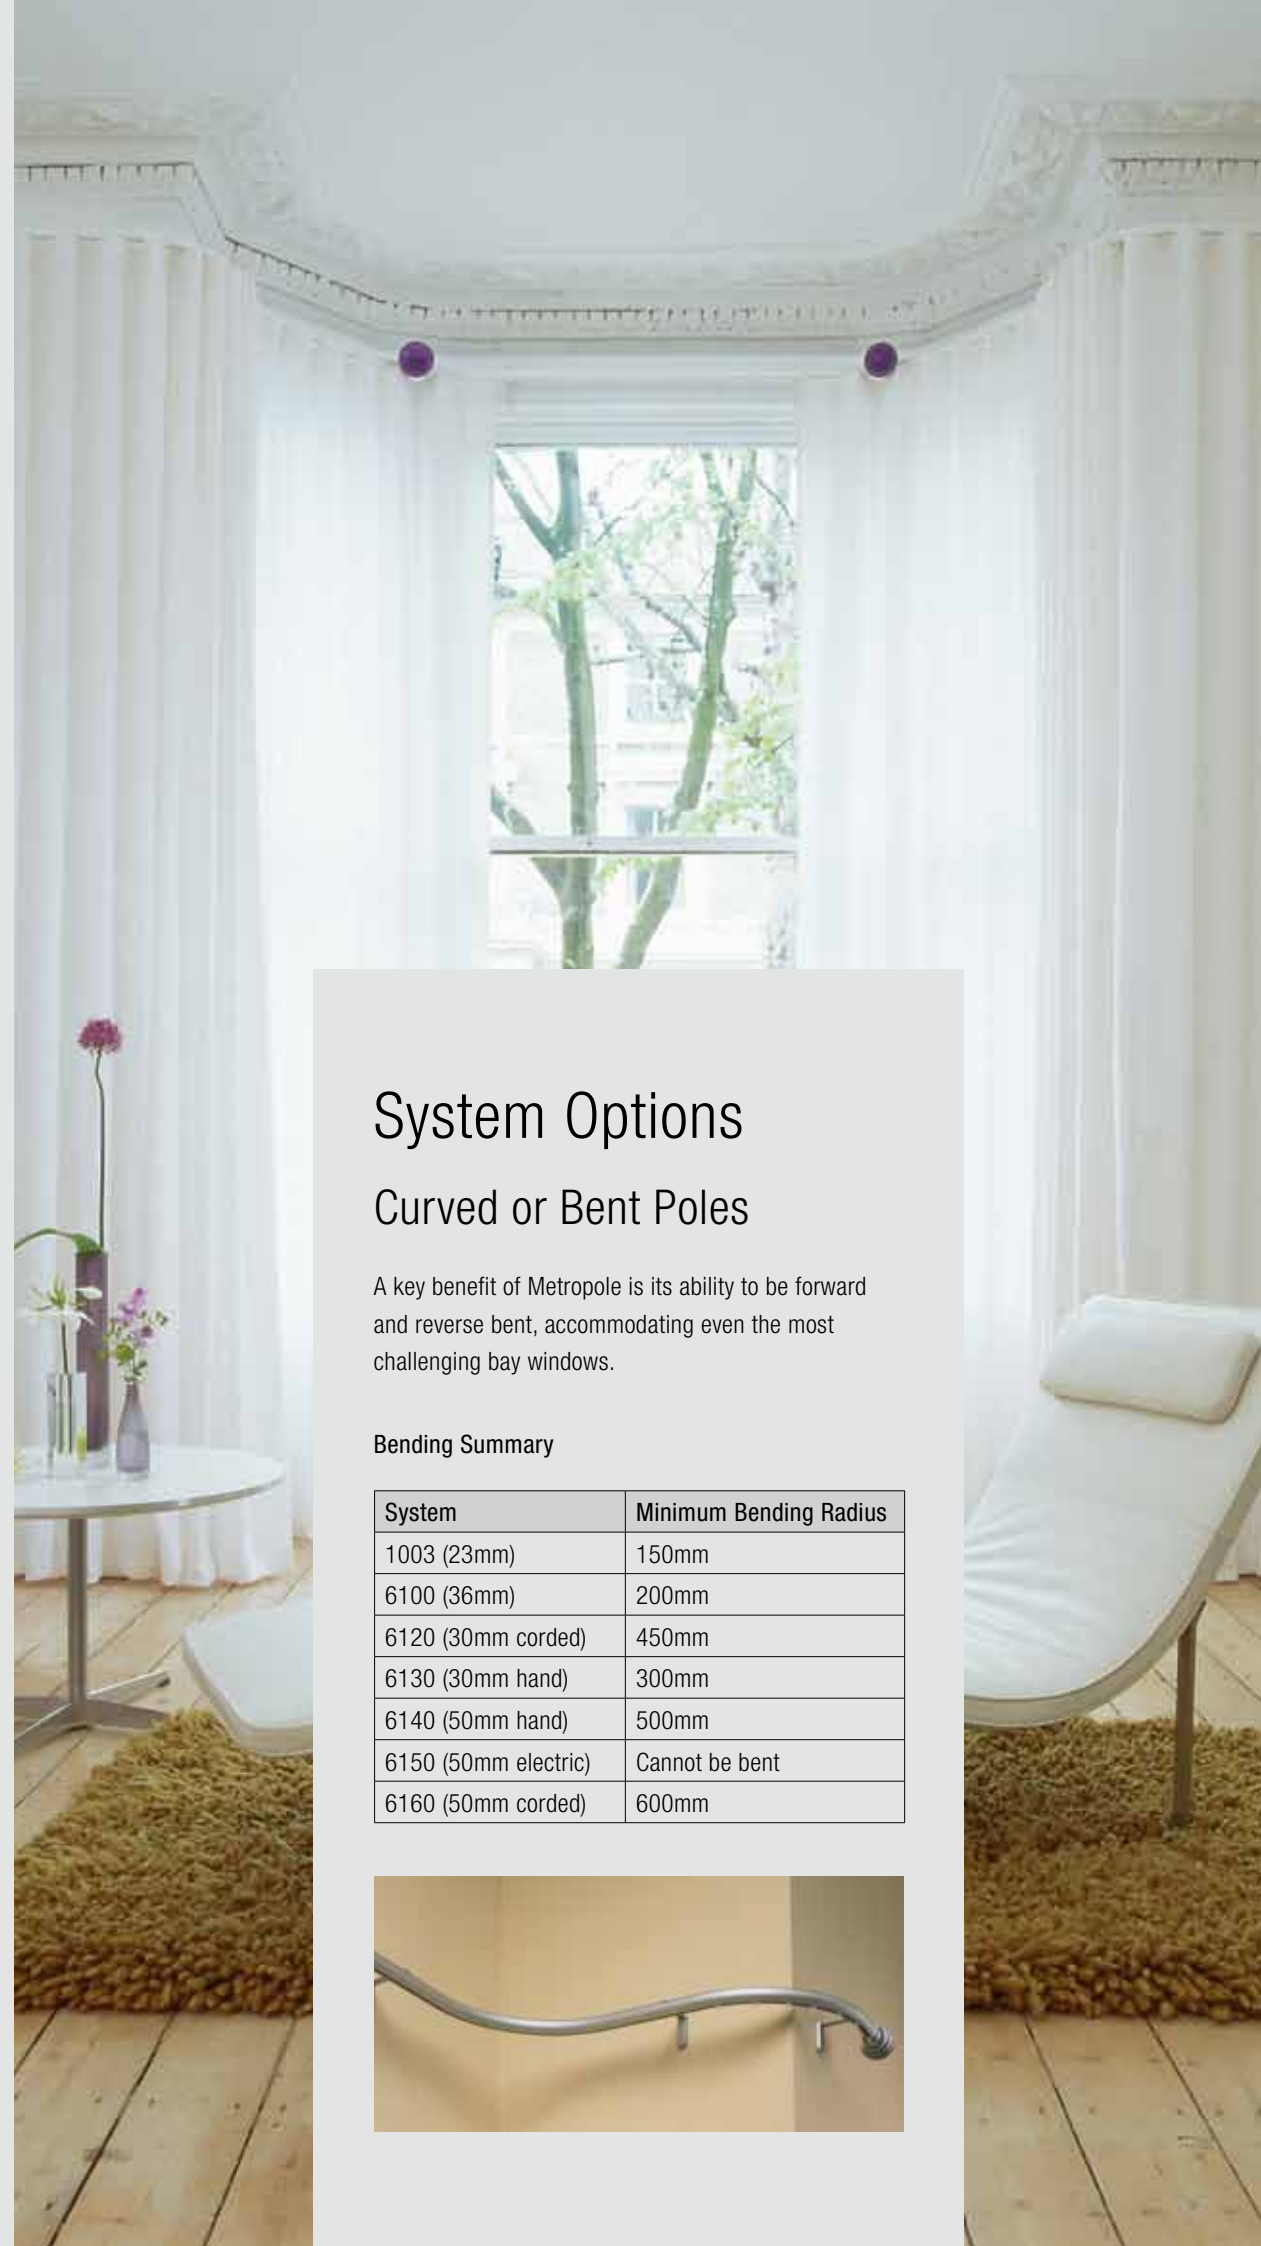 System Options
Curved or Bent Poles
A key benefit of Metropole is its ability to be forward
and reverse bent, accommodating even the most
challenging bay windows.
Bending Summary
System Minimum Bending Radius
1003 (23mm) 150mm
6100 (36mm) 200mm
6120 (30mm corded) 450mm
6130 (30mm hand) 300mm
6140 (50mm hand) 500mm
6150 (50mm electric) Cannot be bent
6160 (50mm corded) 600mm